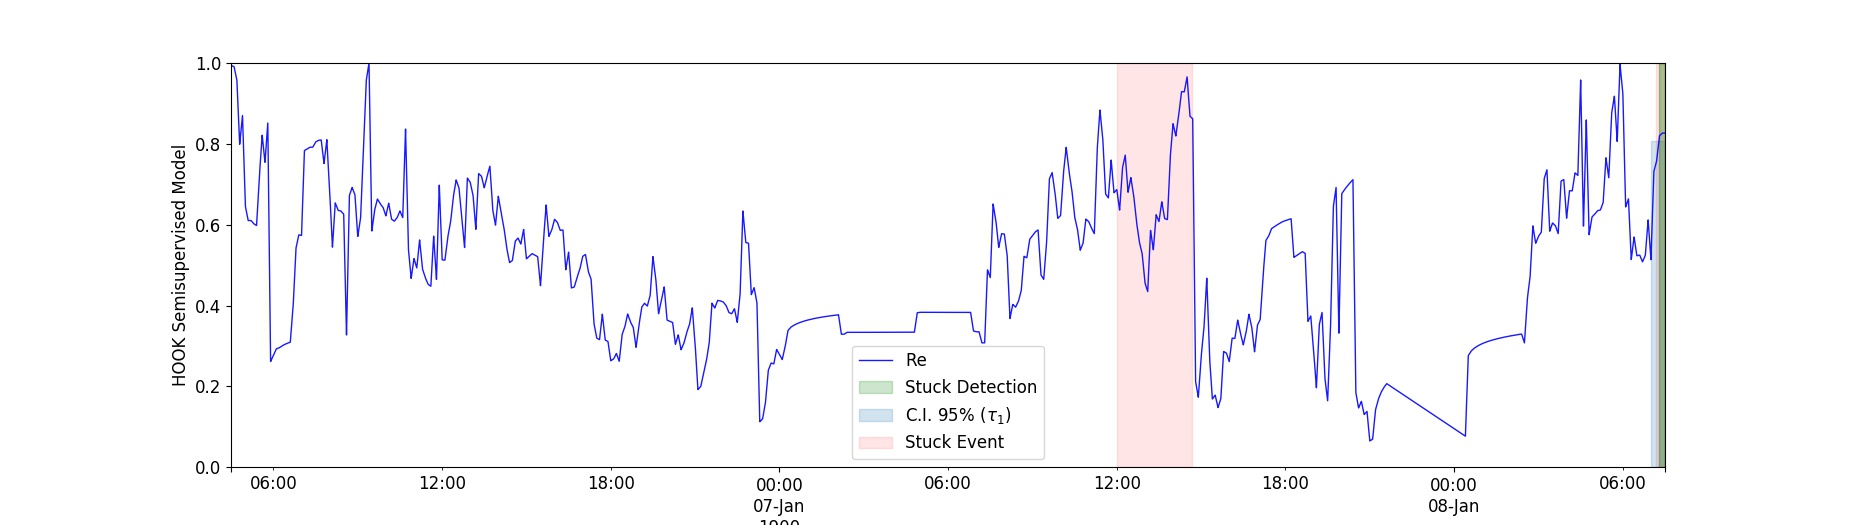 HOOK Semisupervised Model
1.0
0.8
0.6
0.4
0.2
0.0
06:00
12:00
18:00
00:00
07-Jan
06:00
12:00
18:00
00:00
08-Jan
06:00
Re
Stuck Detection
C.I. 95% (τ₁)
Stuck Event